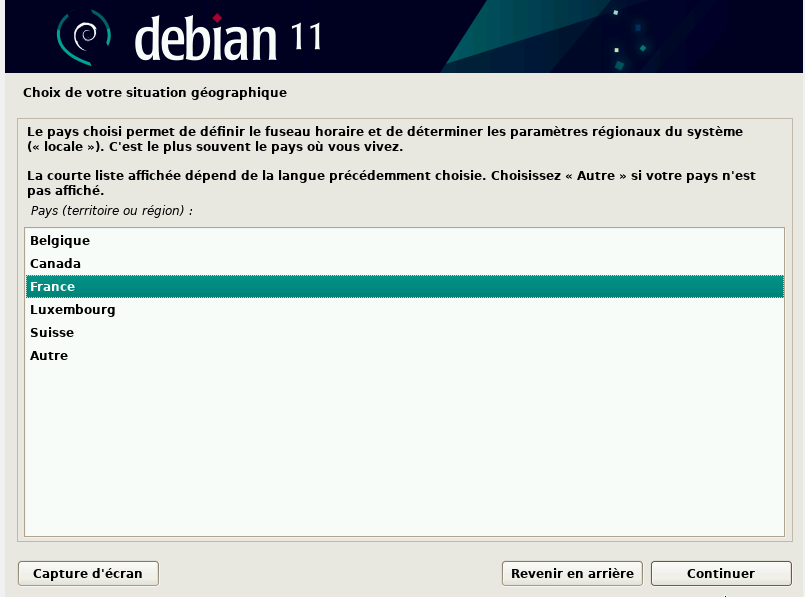 debian 11
Choix de votre situation géographique
Le pays choisi permet de définir le fuseau horaire et de déterminer les paramètres régionaux du système
(« locale »). C'est le plus souvent le pays où vous vivez.
La courte liste affichée dépend de la langue précédemment choisie. Choisissez « Autre » si votre pays n'est
pas affiché.
Pays (territoire ou région) :
Belgique
Canada
France
Luxembourg
Suisse
Autre
Capture d'écran
Revenir en arrière
Continuer